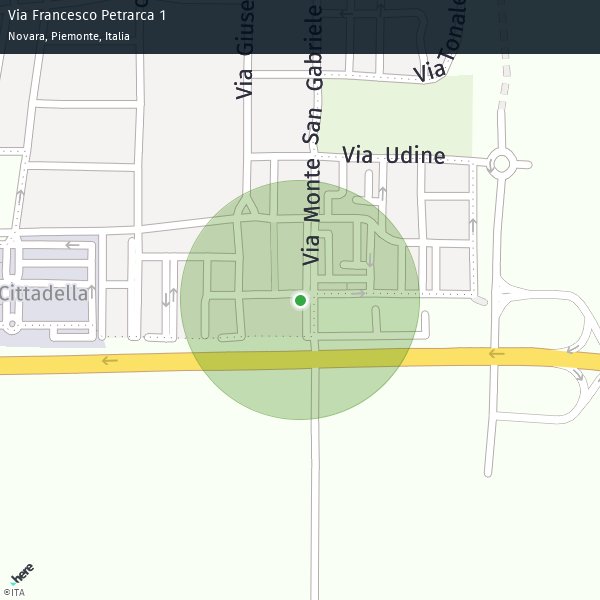 Via Francesco Petrarca 1
Novara, Piemonte, Italia
Via Giuse
Via Monte San Gabriele
Via Tonale
Via Udine
Cittadella
here
©ITA